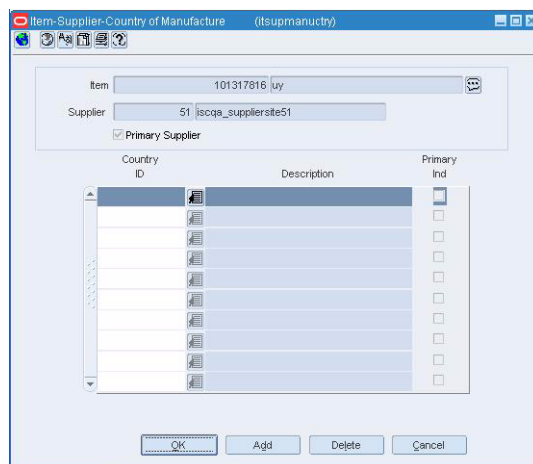 Item-Supplier-Country of Manufacture (itsupmanuctry)
Item 101317816 uy
Supplier 51 iscqa_suppliersite51
Primary Supplier
Country ID Description Primary Ind
OK Add Delete Cancel